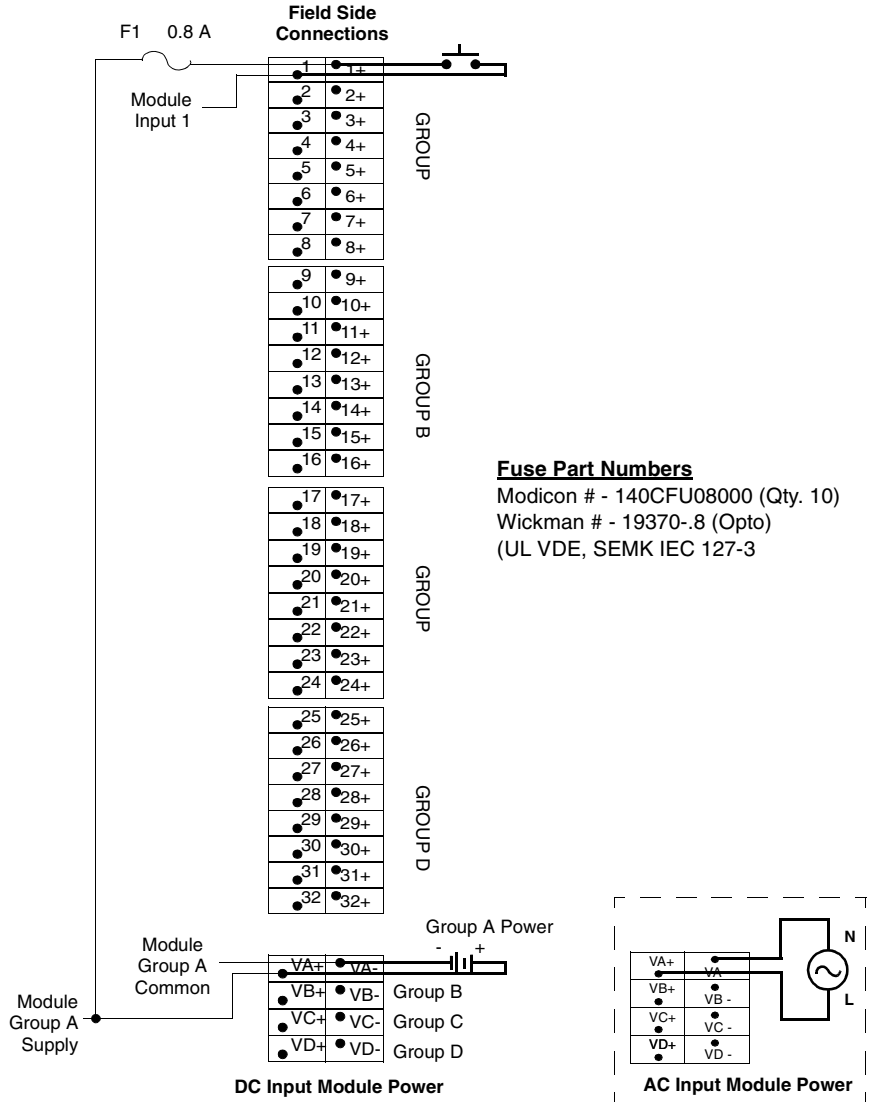 F1 0.8 A
Field Side
Connections
Module
Input 1
1 1+
2 2+
3 3+
4 4+
5 5+
6 6+
7 7+
8 8+
GROUP
9 9+
10 10+
11 11+
12 12+
13 13+
14 14+
15 15+
16 16+
GROUP B
Fuse Part Numbers
Modicon # - 140CFU08000 (Qty. 10)
Wickman # - 19370-.8 (Opto)
(UL VDE, SEMK IEC 127-3
17 17+
18 18+
19 19+
20 20+
21 21+
22 22+
23 23+
24 24+
GROUP
25 25+
26 26+
27 27+
28 28+
29 29+
30 30+
31 31+
32 32+
GROUP D
Module
Group A
Common
Module
Group A
Supply
Group A Power
- +
VA+ VA-
VB+ VB- Group B
VC+ VC- Group C
VD+ VD- Group D
DC Input Module Power
N
L
VA+ VA
VB+ VB -
VC+ VC -
VD+ VD -
AC Input Module Power